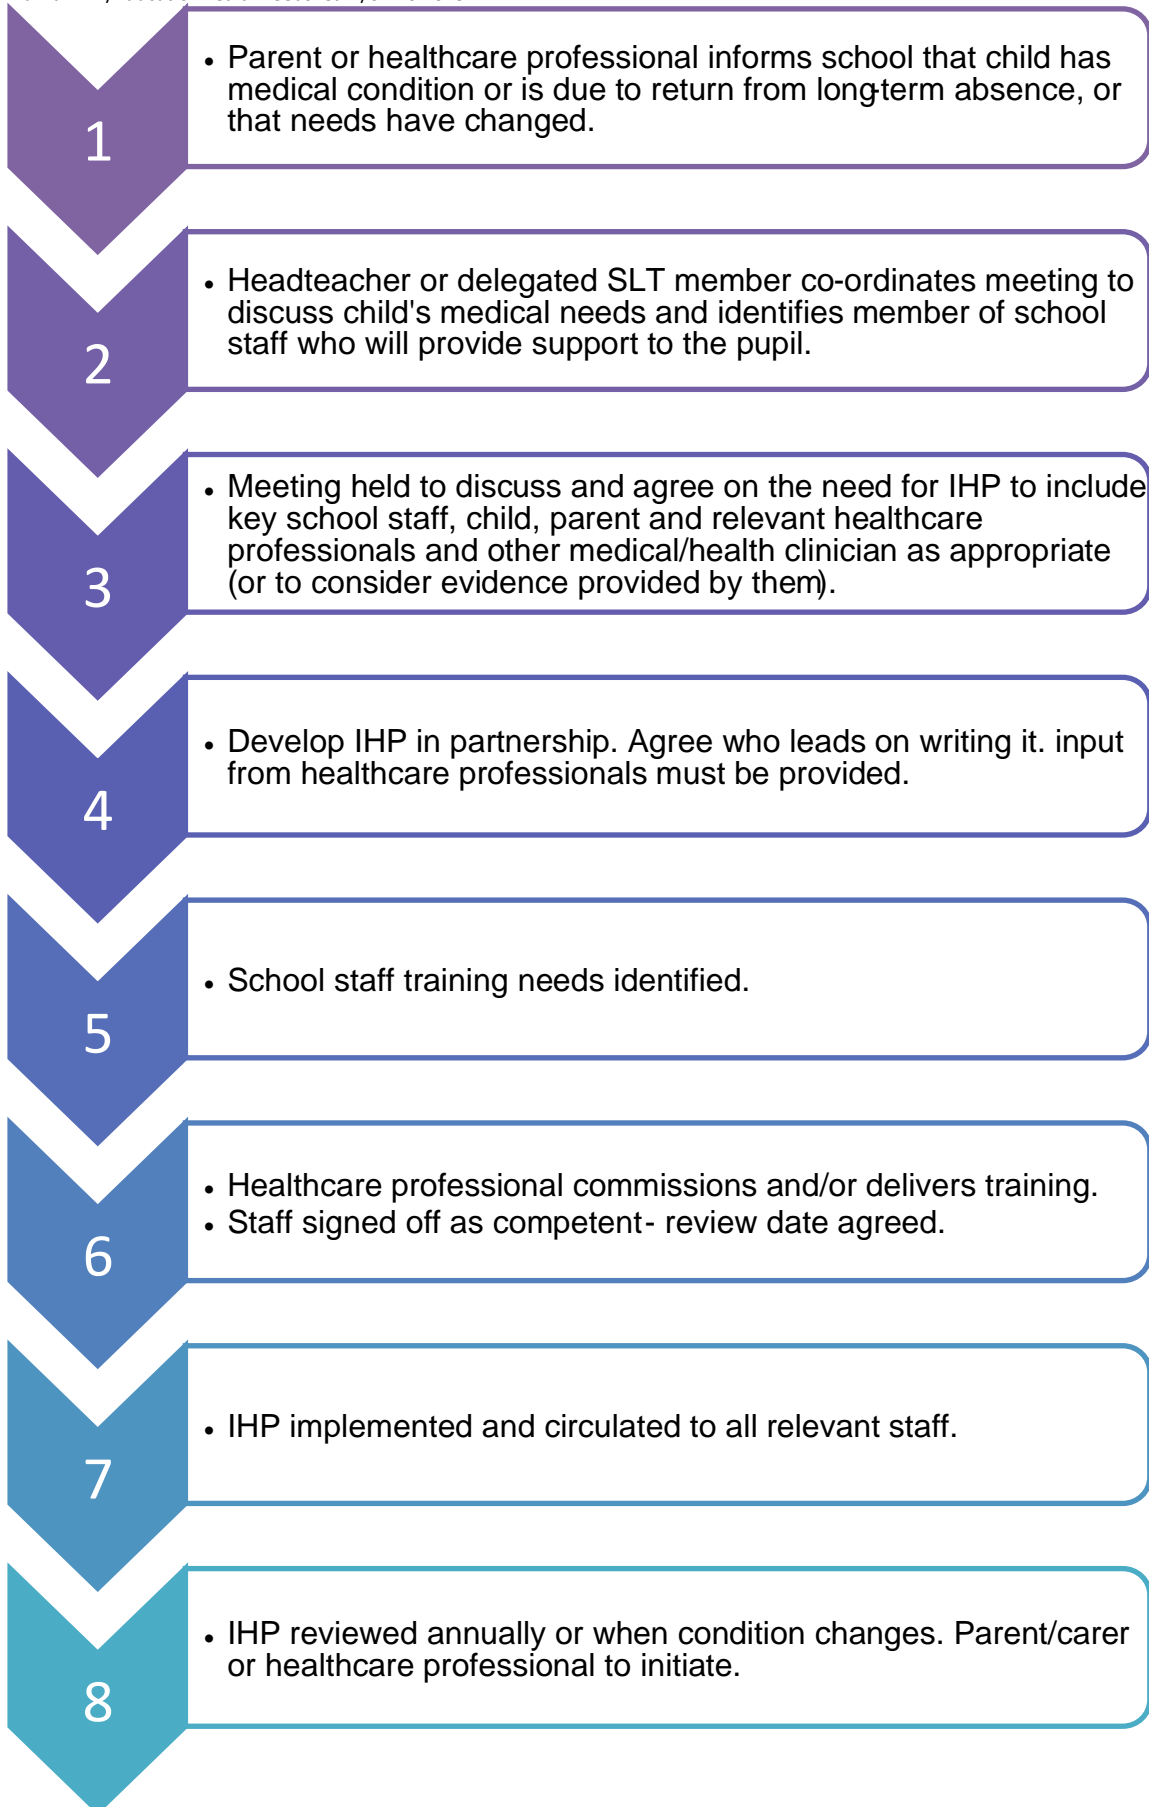 1
• Parent or healthcare professional informs school that child has
medical condition or is due to return from long-term absence, or
that needs have changed.
2
• Headteacher or delegated SLT member co-ordinates meeting to
discuss child's medical needs and identifies member of school
staff who will provide support to the pupil.
3
• Meeting held to discuss and agree on the need for IHP to include
key school staff, child, parent and relevant healthcare
professionals and other medical/health clinician as appropriate
(or to consider evidence provided by them).
4
• Develop IHP in partnership. Agree who leads on writing it. input
from healthcare professionals must be provided.
5
• School staff training needs identified.
6
• Healthcare professional commissions and/or delivers training.
• Staff signed off as competent- review date agreed.
7
• IHP implemented and circulated to all relevant staff.
8
• IHP reviewed annually or when condition changes. Parent/carer
or healthcare professional to initiate.